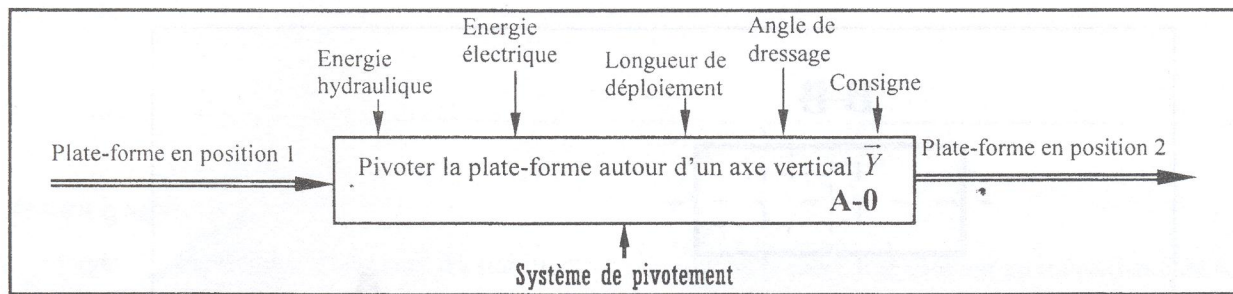 Energie
électrique
Angle de
dressage
Energie
hydraulique
Longueur de
déploiement
Consigne
Plate-forme en position 1
Pivoter la plate-forme autour d'un axe vertical Y
A-0
Plate-forme en position 2
Système de pivotement